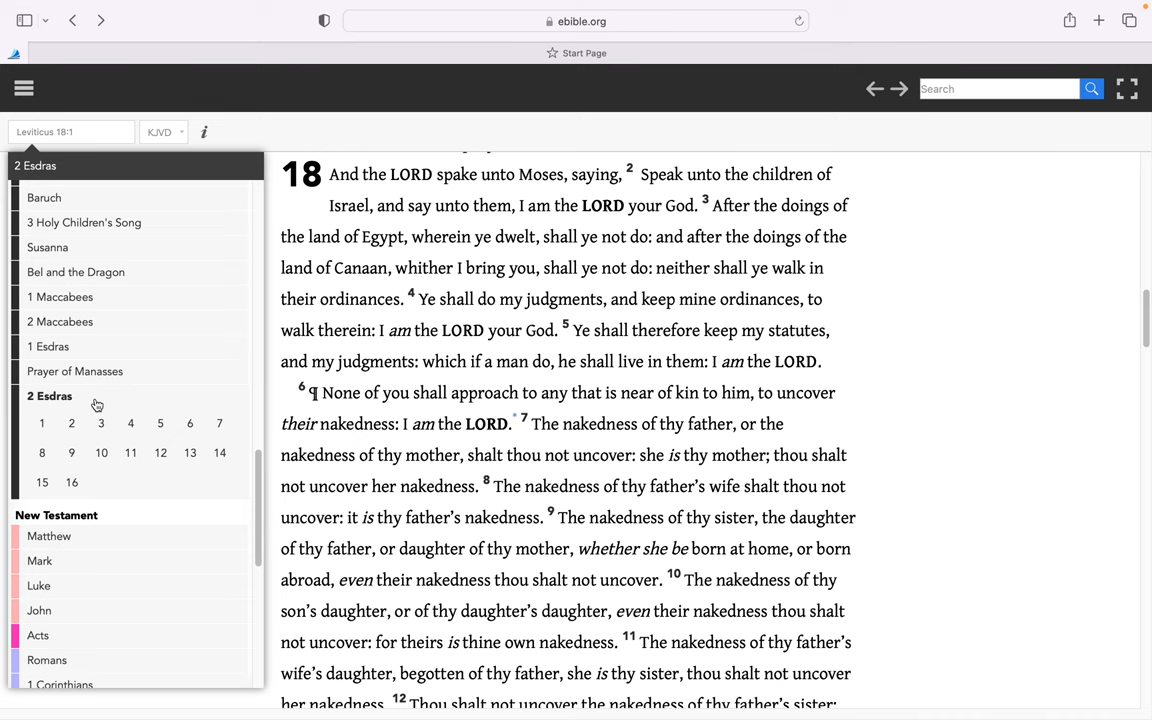 ebible.org
Start Page
Search
Leviticus 18:1
KJVD
i
2 Esdras
Baruch
3 Holy Children's Song
Susanna
Bel and the Dragon
1 Maccabees
2 Maccabees
1 Esdras
Prayer of Manasses
2 Esdras
1 2 3 4 5 6 7
8 9 10 11 12 13 14
15 16
New Testament
Matthew
Mark
Luke
John
Acts
Romans
1 Corinthians
18 And the LORD spake unto Moses, saying, 2 Speak unto the children of
Israel, and say unto them, I am the LORD your God. 3 After the doings of
the land of Egypt, wherein ye dwelt, shall ye not do: and after the doings of the
land of Canaan, whither I bring you, shall ye not do: neither shall ye walk in
their ordinances. 4 Ye shall do my judgments, and keep mine ordinances, to
walk therein: I am the LORD your God. 5 Ye shall therefore keep my statutes,
and my judgments: which if a man do, he shall live in them: I am the LORD.
6 ¶ None of you shall approach to any that is near of kin to him, to uncover
their nakedness: I am the LORD.* 7 The nakedness of thy father, or the
nakedness of thy mother, shalt thou not uncover: she is thy mother; thou shalt
not uncover her nakedness. 8 The nakedness of thy father’s wife shalt thou not
uncover: it is thy father’s nakedness. 9 The nakedness of thy sister, the daughter
of thy father, or daughter of thy mother, whether she be born at home, or born
abroad, even their nakedness thou shalt not uncover. 10 The nakedness of thy
son’s daughter, or of thy daughter’s daughter, even their nakedness thou shalt
not uncover: for theirs is thine own nakedness. 11 The nakedness of thy father’s
wife’s daughter, begotten of thy father, she is thy sister, thou shalt not uncover
her nakedness. 12 Thou shalt not uncover the nakedness of thy father’s sister: